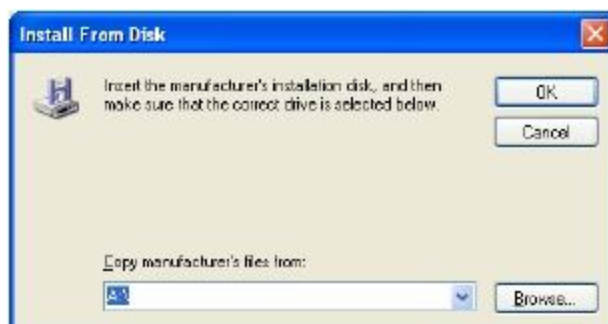 Install From Disk
Insert the manufacturer's installation disk, and then
make sure that the correct drive is selected below.
OK
Cancel
Copy manufacturer's files from:
A:\
Browse...